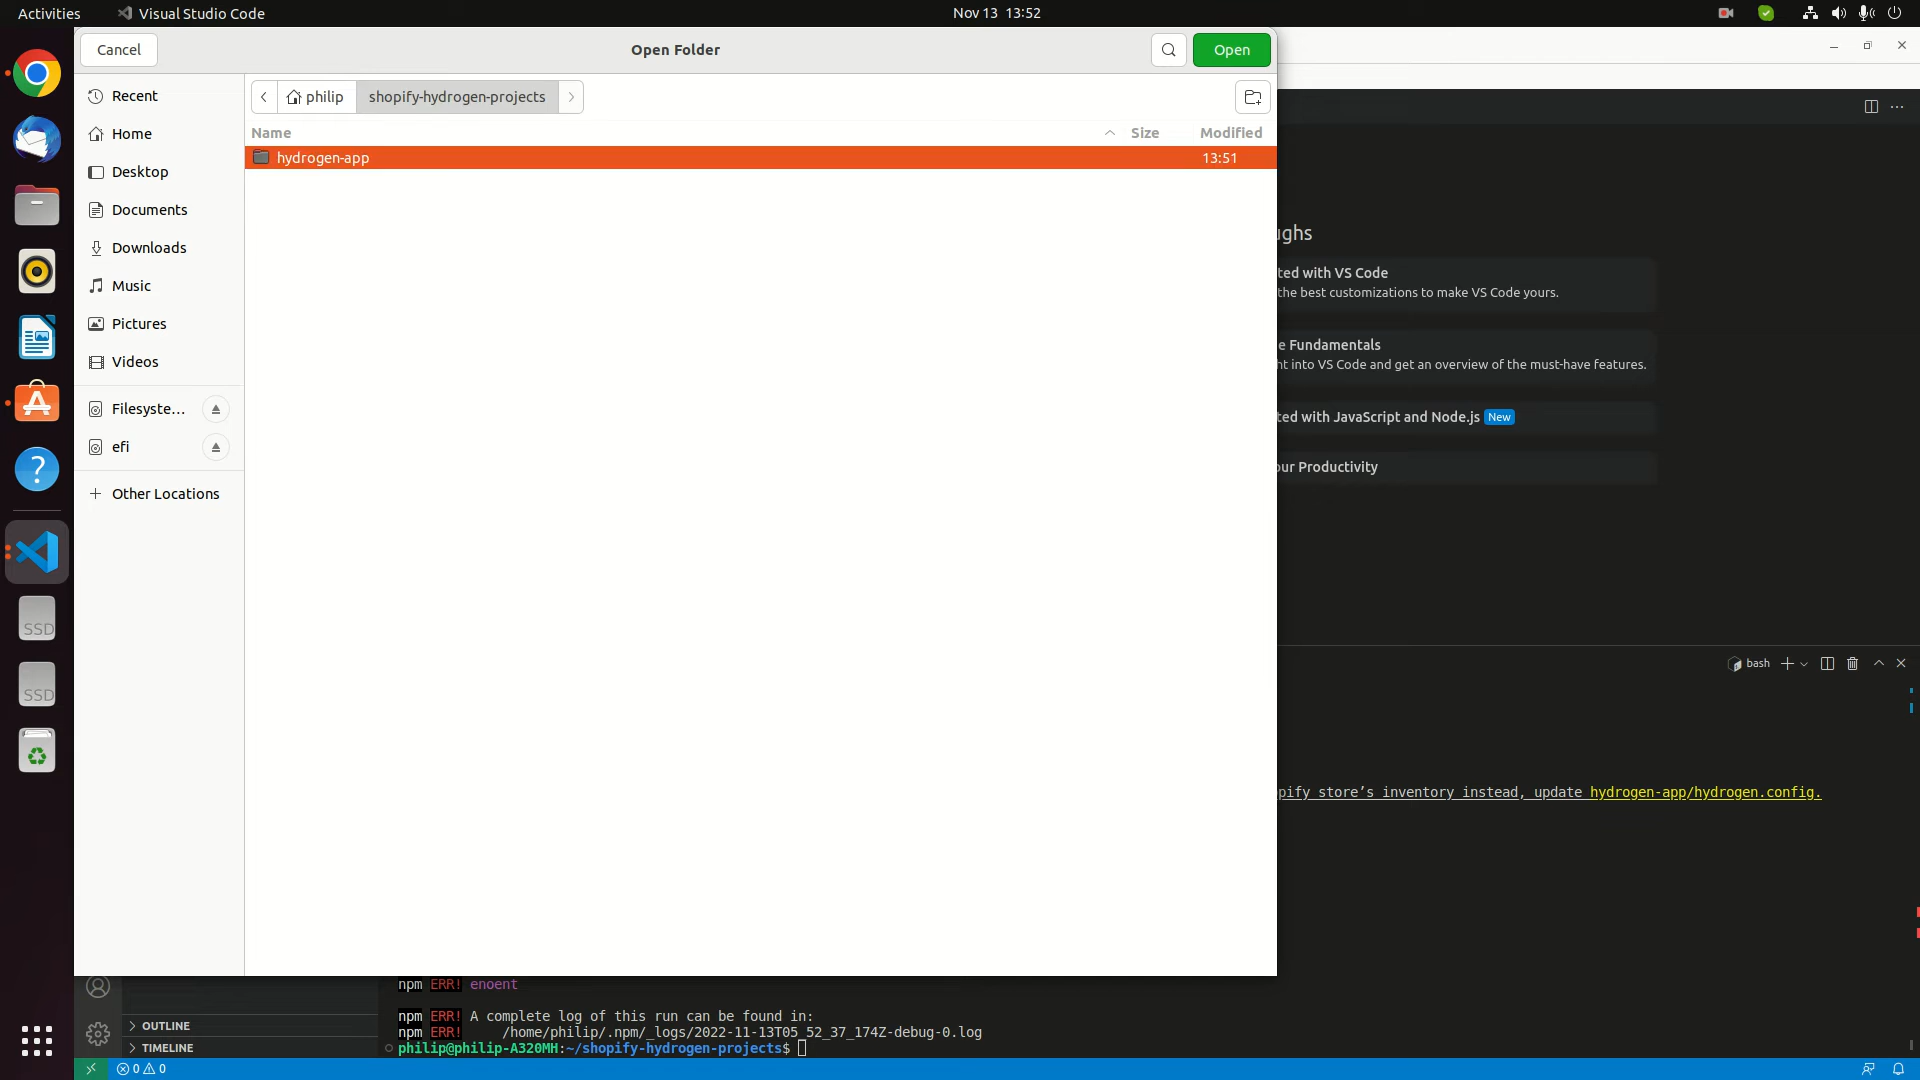 Activities
Visual Studio Code
Nov 13 13:52
Cancel
Open Folder
Open
Recent
Home
Desktop
Documents
Downloads
Music
Pictures
Videos
Filesyste...
efi
Other Locations
philip
shopify-hydrogen-projects
Name
Size
Modified
hydrogen-app
13:51
ughs
ted with VS Code
the best customizations to make VS Code yours.
e Fundamentals
ht into VS Code and get an overview of the must-have features.
ted with JavaScript and Node.js New
our Productivity
bash
pify store’s inventory instead, update hydrogen-app/hydrogen.config.
npm ERR! enoent
npm ERR! A complete log of this run can be found in:
npm ERR! /home/philip/.npm/_logs/2022-11-13T05_52_37_174Z-debug-0.log
philip@philip-A320MH:~/shopify-hydrogen-projects$
OUTLINE
TIMELINE
0 0
SSD
SSD